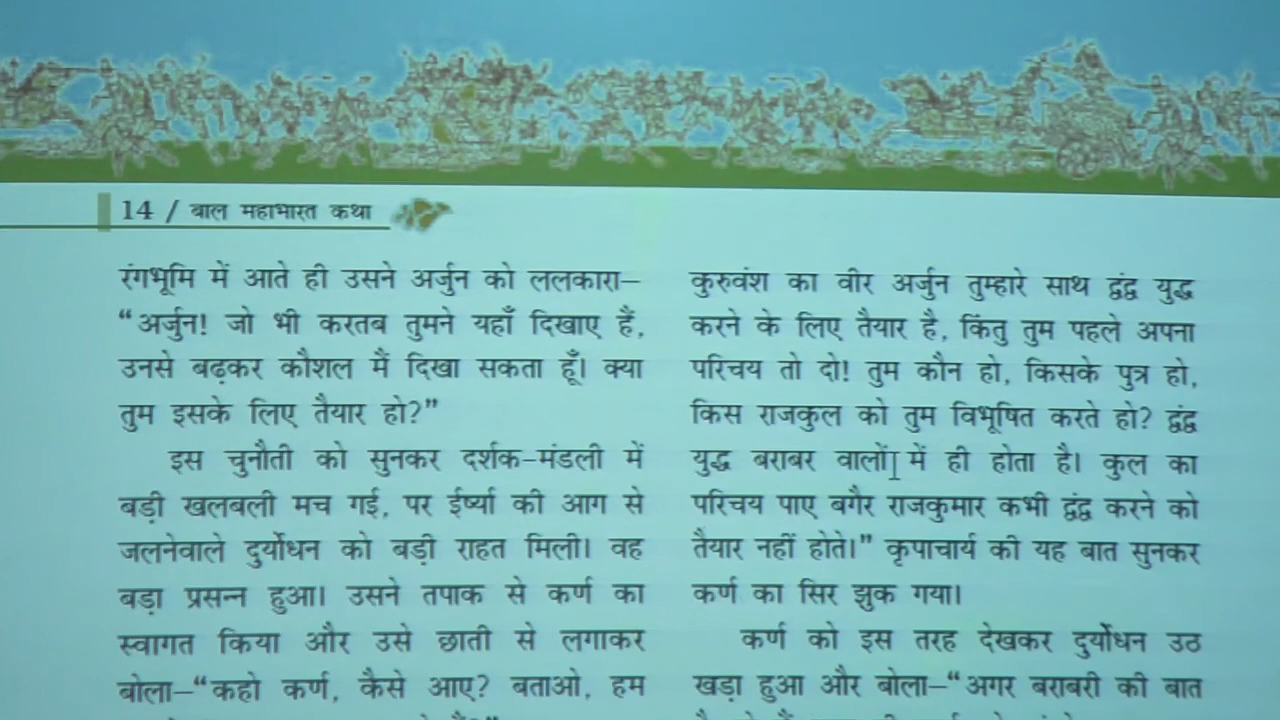 14 / बाल महाभारत कथा
रंगभूमि में आते ही उसने अर्जुन को ललकारा–
“अर्जुन! जो भी करतब तुमने यहाँ दिखाए हैं,
उनसे बढ़कर कौशल मैं दिखा सकता हूँ। क्या
तुम इसके लिए तैयार हो?”
इस चुनौती को सुनकर दर्शक-मंडली में
बड़ी खलबली मच गई, पर ईर्ष्या की आग से
जलनेवाले दुर्योधन को बड़ी राहत मिली। वह
बड़ा प्रसन्न हुआ। उसने तपाक से कर्ण का
स्वागत किया और उसे छाती से लगाकर
बोला–“कहो कर्ण, कैसे आए? बताओ, हम
कुरुवंश का वीर अर्जुन तुम्हारे साथ द्वंद्व युद्ध
करने के लिए तैयार है, किंतु तुम पहले अपना
परिचय तो दो! तुम कौन हो, किसके पुत्र हो,
किस राजकुल को तुम विभूषित करते हो? द्वंद्व
युद्ध बराबर वालों में ही होता है। कुल का
परिचय पाए बगैर राजकुमार कभी द्वंद्व करने को
तैयार नहीं होते।” कृपाचार्य की यह बात सुनकर
कर्ण का सिर झुक गया।
कर्ण को इस तरह देखकर दुर्योधन उठ
खड़ा हुआ और बोला–“अगर बराबरी की बात